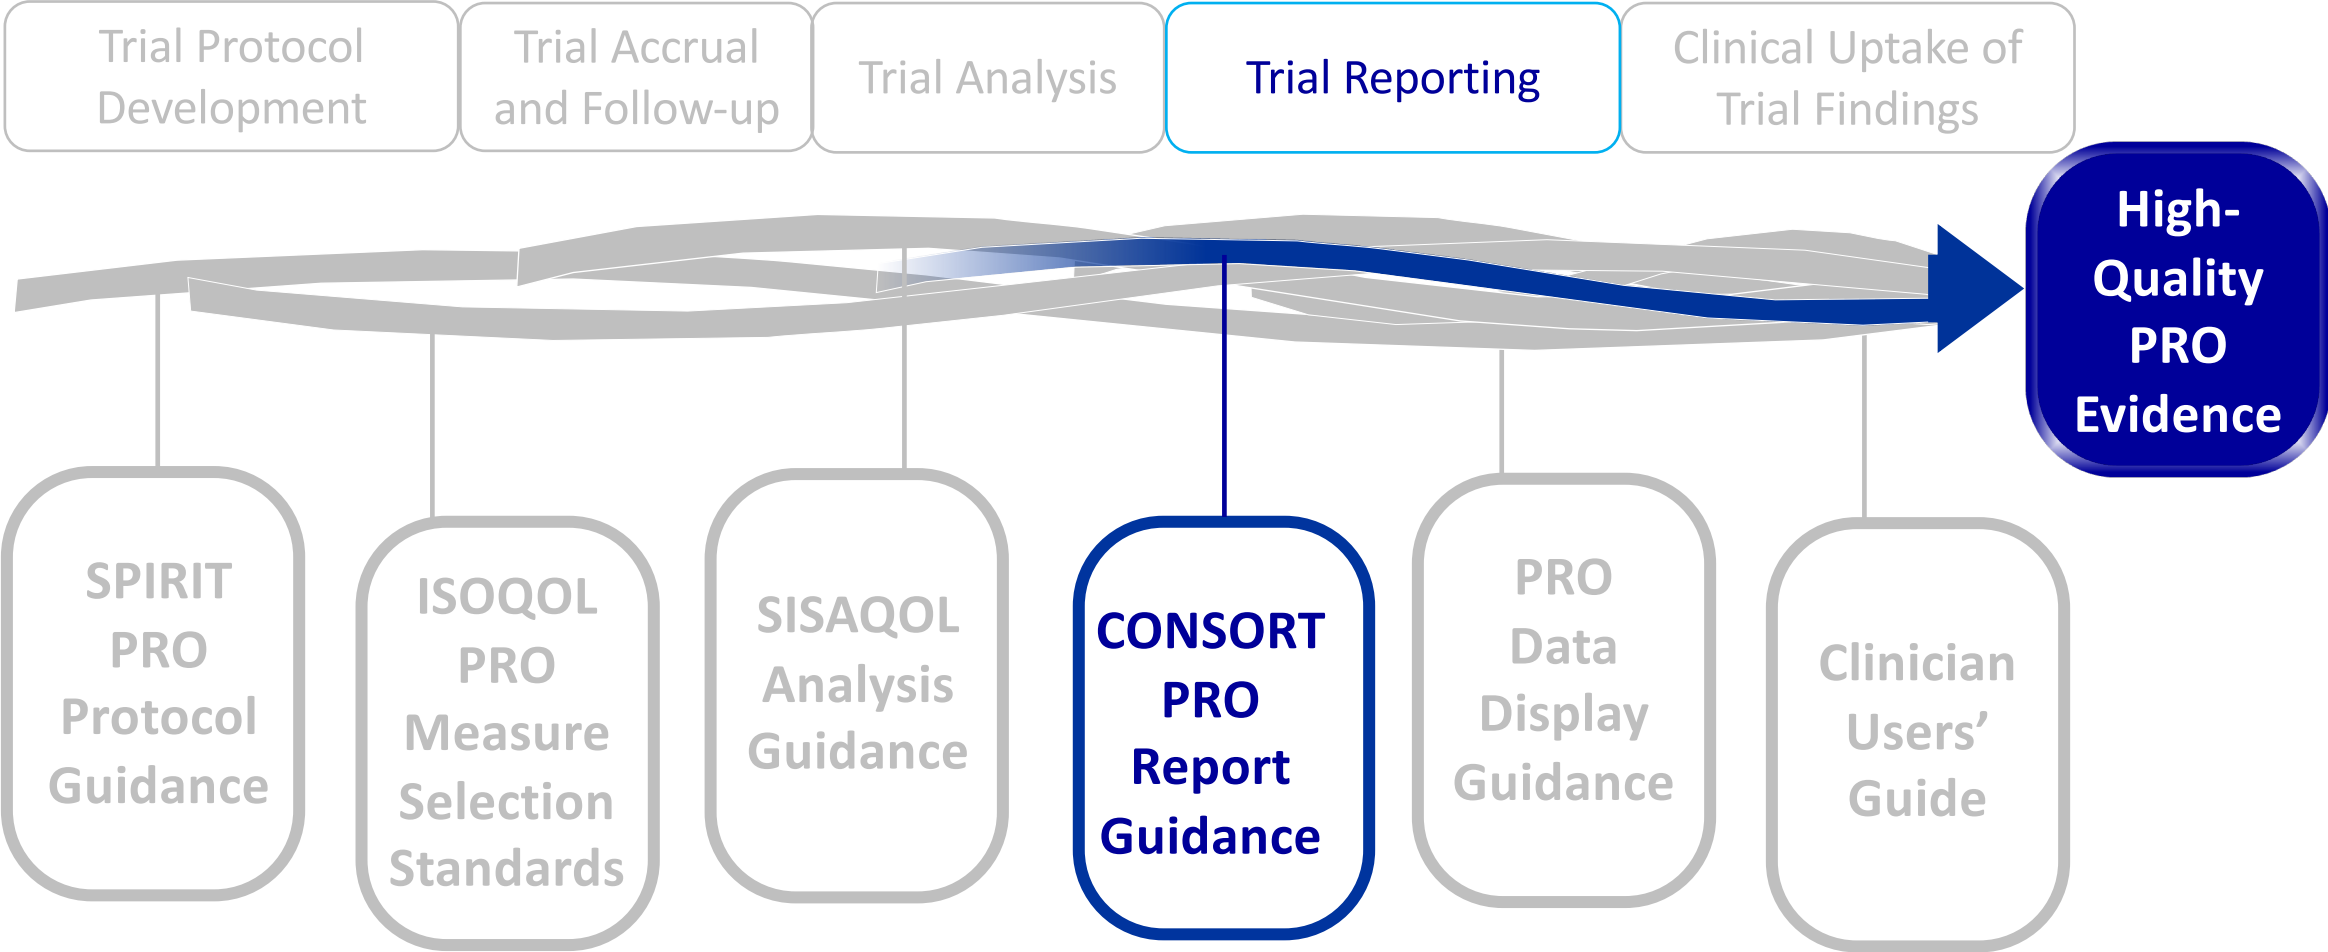 Trial Protocol
Development
Trial Accrual
and Follow-up
Trial Analysis
Trial Reporting
Clinical Uptake of
Trial Findings
High-
Quality
PRO
Evidence
SPIRIT
PRO
Protocol
Guidance
ISOQOL
PRO
Measure
Selection
Standards
SISAQOL
Analysis
Guidance
CONSORT
PRO
Report
Guidance
PRO
Data
Display
Guidance
Clinician
Users’
Guide